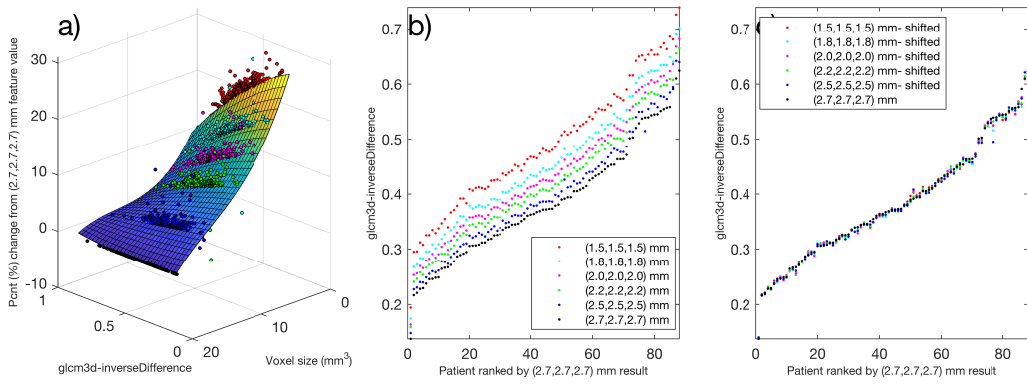 a)
30
20
10
0
-10
Pcnt (%) change from (2.7,2.7,2.7) mm feature value
1
0.5
0
glcm3d-inverseDifference
20
10
0
Voxel size (mm³)
b)
0.7
0.6
0.5
0.4
0.3
0.2
glcm3d-inverseDifference
(1.5,1.5,1.5) mm
(1.8,1.8,1.8) mm
(2.0,2.0,2.0) mm
(2.2,2.2,2.2) mm
(2.5,2.5,2.5) mm
(2.7,2.7,2.7) mm
0 20 40 60 80
Patient ranked by (2.7,2.7,2.7) mm result
(1.5,1.5,1.5) mm- shifted
(1.8,1.8,1.8) mm- shifted
(2.0,2.0,2.0) mm- shifted
(2.2,2.2,2.2) mm- shifted
(2.5,2.5,2.5) mm- shifted
(2.7,2.7,2.7) mm
0.7
0.6
0.5
0.4
0.3
0.2
glcm3d-inverseDifference
0 20 40 60 80
Patient ranked by (2.7,2.7,2.7) mm result